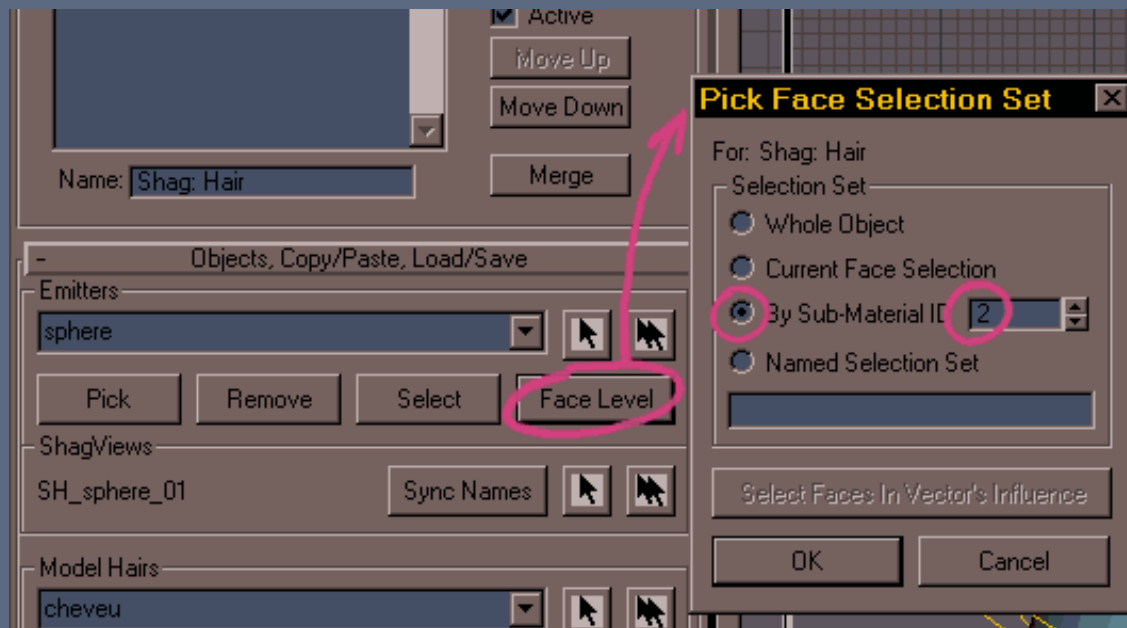 Active
Move Up
Move Down
Name: Shag: Hair
Merge
- Objects, Copy/Paste, Load/Save
Emitters
sphere
Pick Remove Select Face Level
ShagViews
SH_sphere_01 Sync Names
Model Hairs
cheveu
Pick Face Selection Set
For: Shag: Hair
Selection Set
Whole Object
Current Face Selection
By Sub-Material ID 2
Named Selection Set
Select Faces In Vector's Influence
OK Cancel